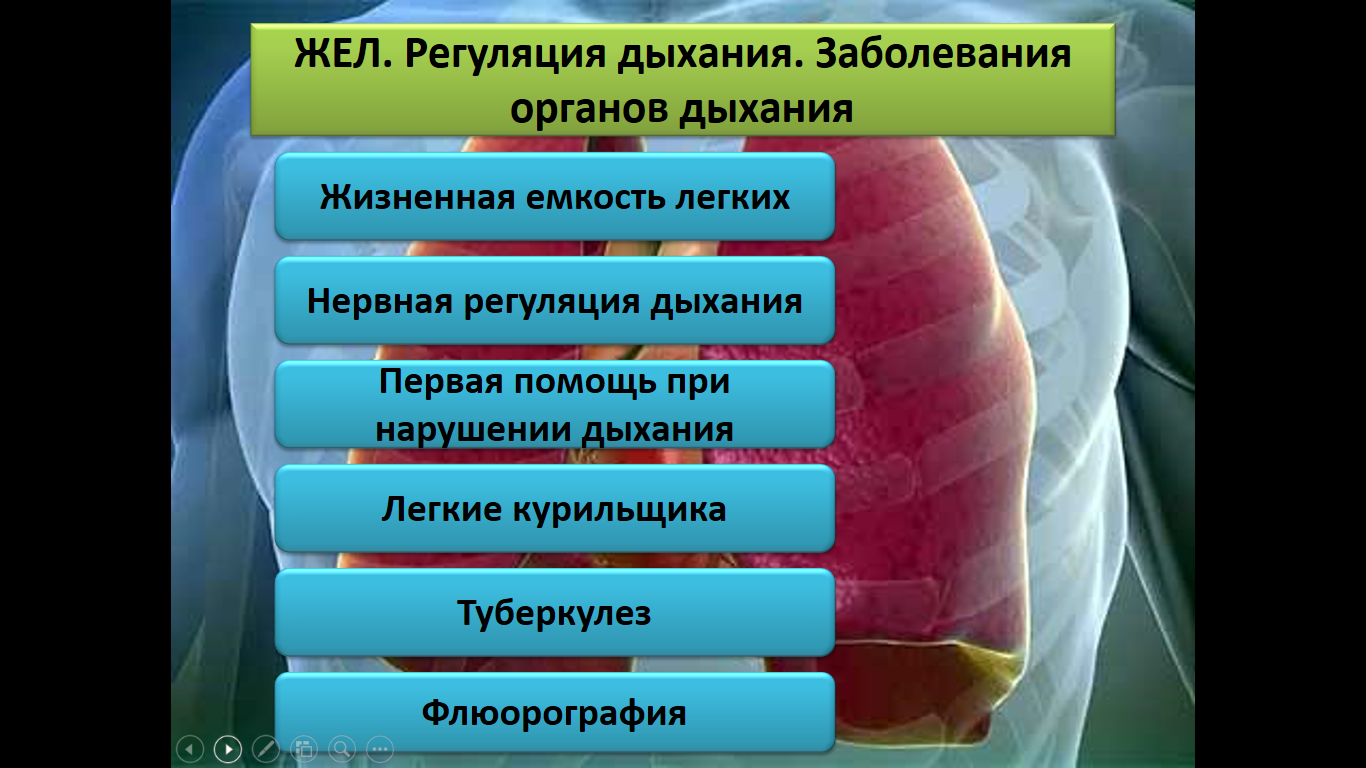 ЖЕЛ. Регуляция дыхания. Заболевания
органов дыхания
Жизненная емкость легких
Нервная регуляция дыхания
Первая помощь при
нарушении дыхания
Легкие курильщика
Туберкулез
Флюорография